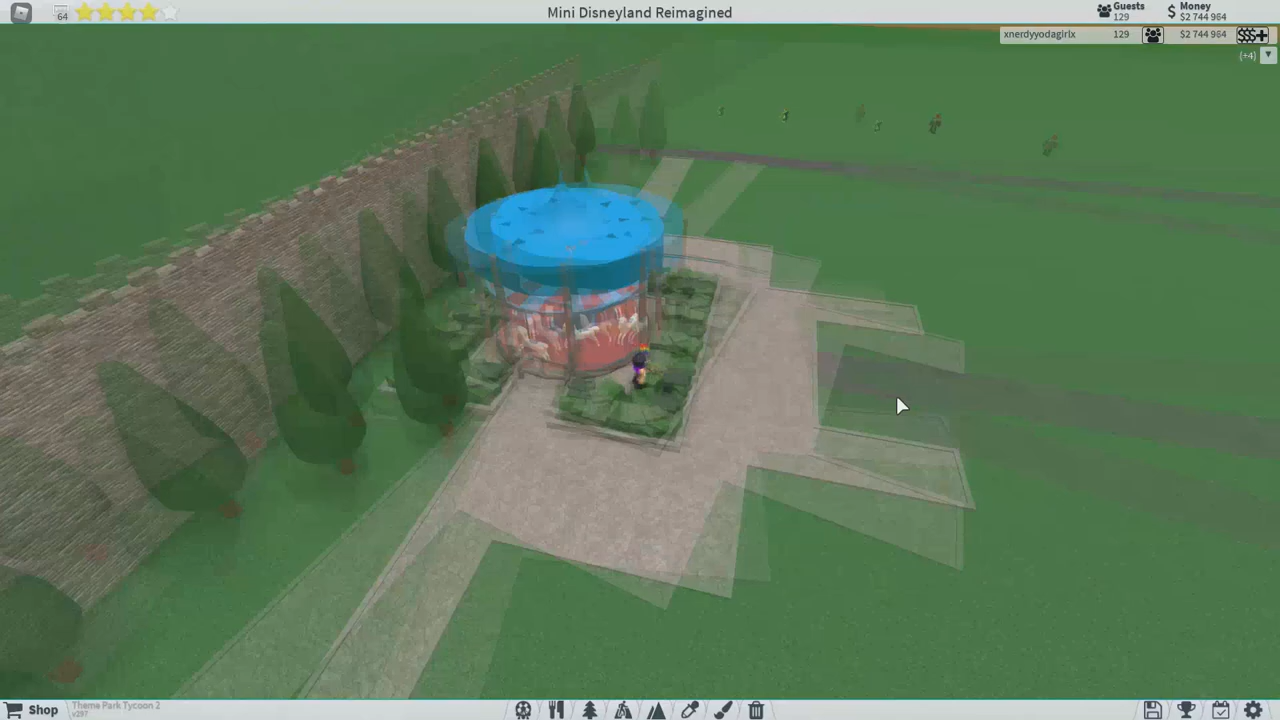 64
Mini Disneyland Reimagined
Guests
129
Money
$2 744 964
xnerdyyodagirlx
129
$2 744 964
(+4)
Shop
Theme Park Tycoon 2
v297